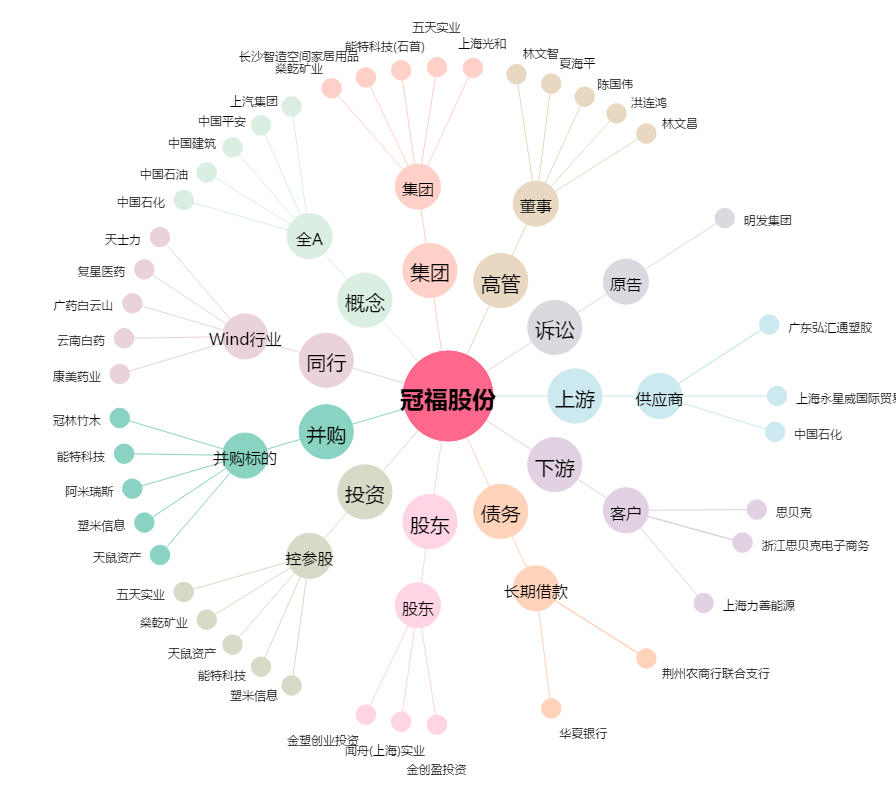 五天实业
上海光和
能特科技(石首)
长沙智造空间家居用品
燊乾矿业
林文智
夏海平
陈国伟
洪连鸿
林文昌
上汽集团
中国平安
中国建筑
中国石油
中国石化
集团
董事
全A
集团
高管
概念
原告
明发集团
诉讼
天士力
复星医药
广药白云山
云南白药
康美药业
Wind行业
同行
冠福股份
上游
供应商
广东弘汇通塑胶
上海永星威国际贸易
中国石化
冠林竹木
能特科技
阿米瑞斯
塑米信息
天鼠资产
并购标的
并购
下游
客户
思贝克
浙江思贝克电子商务
上海力善能源
投资
控参股
五天实业
燊乾矿业
天鼠资产
能特科技
塑米信息
股东
股东
金塑创业投资
闻舟(上海)实业
金创盈投资
债务
长期借款
荆州农商行联合支行
华夏银行